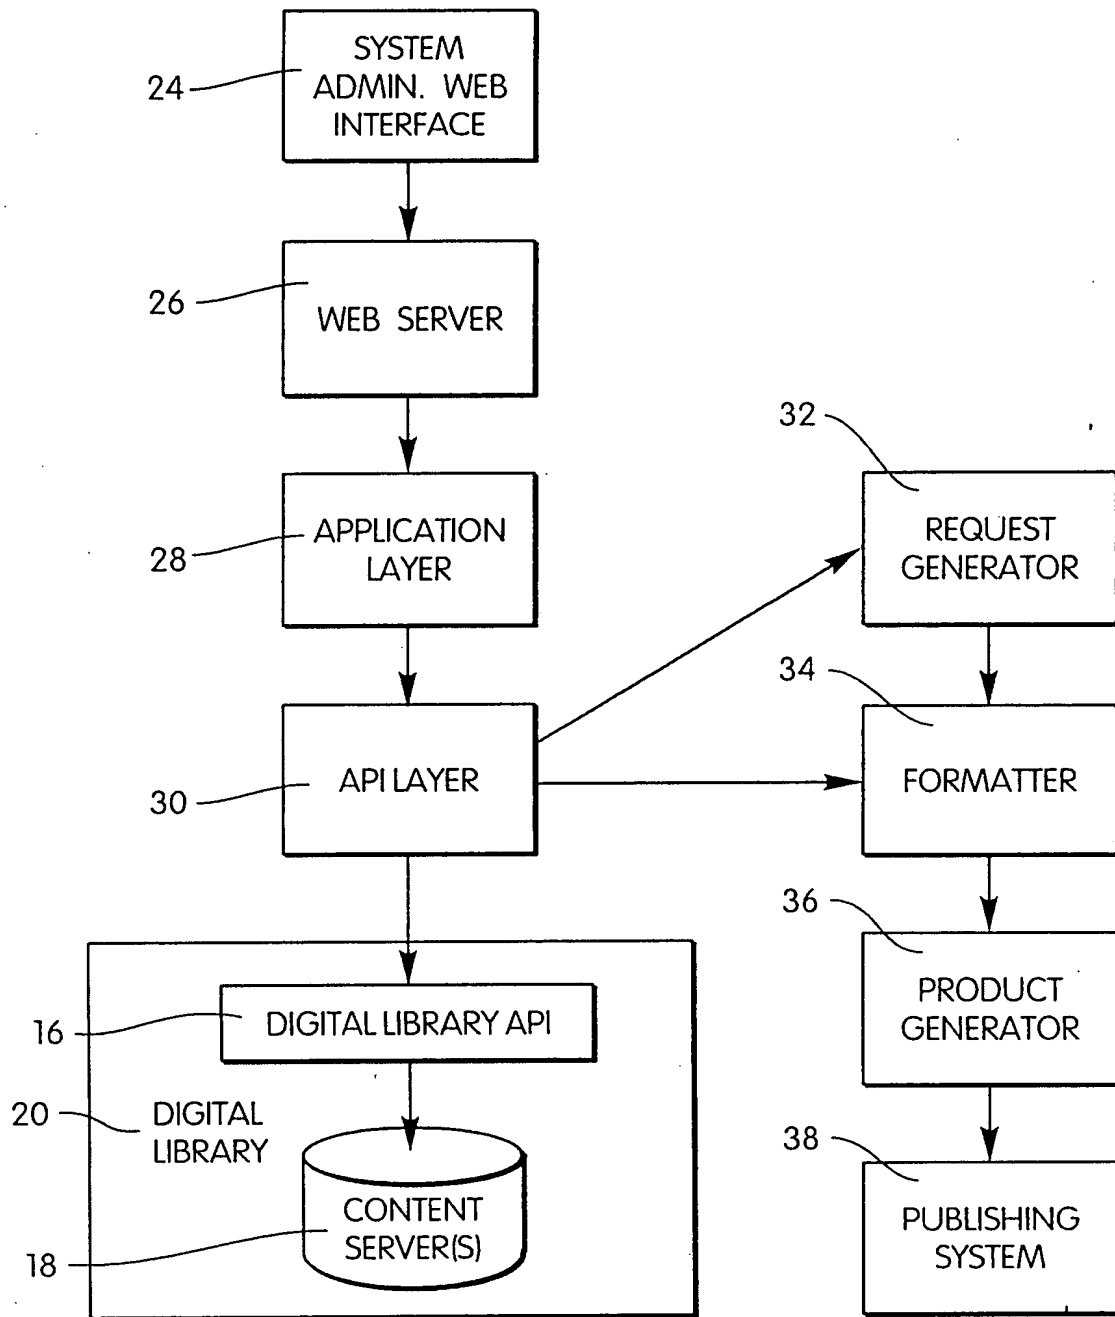 SYSTEM
ADMIN. WEB
INTERFACE
24
WEB SERVER
26
APPLICATION
LAYER
28
API LAYER
30
DIGITAL LIBRARY API
16
DIGITAL
LIBRARY
20
CONTENT
SERVER(S)
18
32
REQUEST
GENERATOR
34
FORMATTER
36
PRODUCT
GENERATOR
38
PUBLISHING
SYSTEM